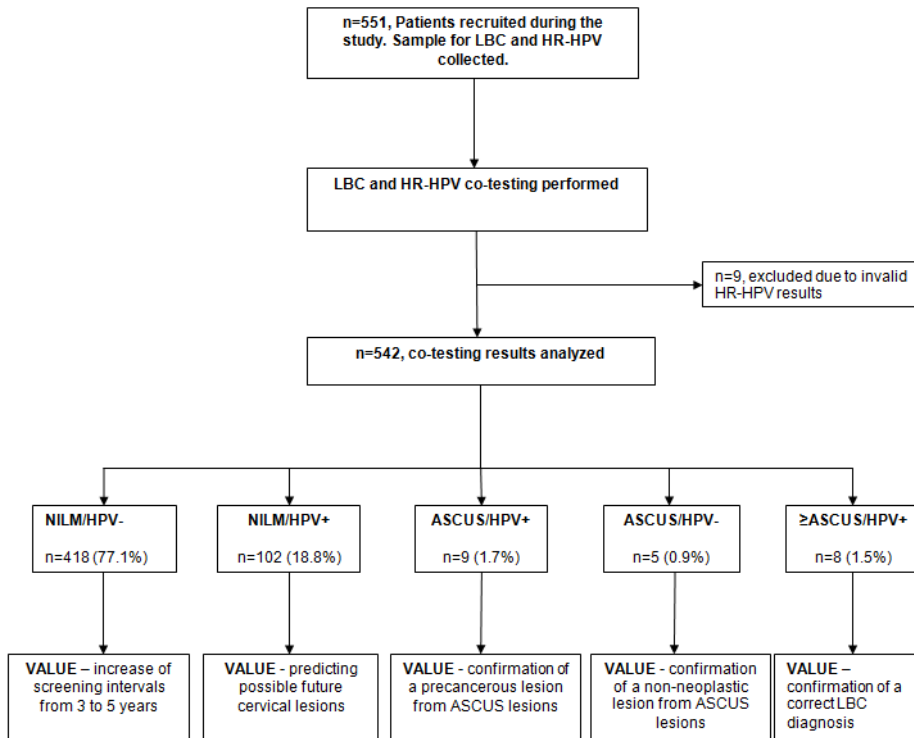 n=551, Patients recruited during the
study. Sample for LBC and HR-HPV
collected.
LBC and HR-HPV co-testing performed
n=9, excluded due to invalid
HR-HPV results
n=542, co-testing results analyzed
NILM/HPV-
n=418 (77.1%)
NILM/HPV+
n=102 (18.8%)
ASCUS/HPV+
n=9 (1.7%)
ASCUS/HPV-
n=5 (0.9%)
≥ASCUS/HPV+
n=8 (1.5%)
VALUE – increase of
screening intervals
from 3 to 5 years
VALUE - predicting
possible future
cervical lesions
VALUE - confirmation of
a precancerous lesion
from ASCUS lesions
VALUE - confirmation
of a non-neoplastic
lesion from ASCUS
lesions
VALUE –
confirmation of a
correct LBC
diagnosis